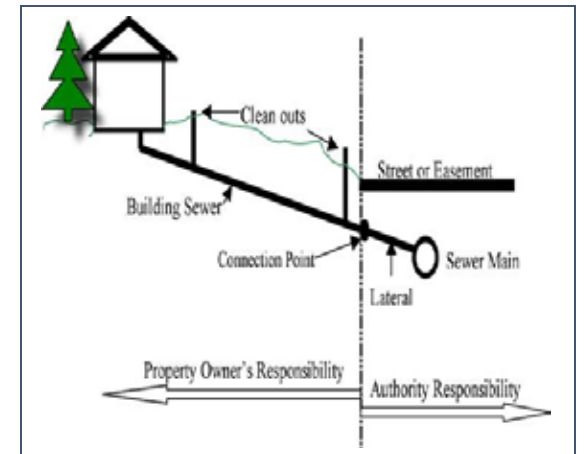 Clean outs
Street or Easement
Building Sewer
Connection Point
Sewer Main
Lateral
Property Owner's Responsibility
Authority Responsibility